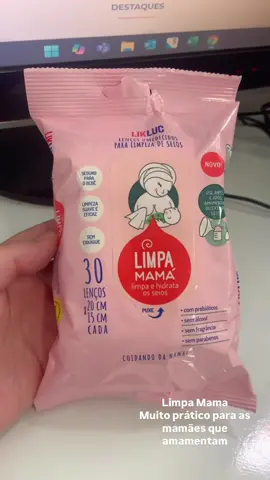 DESTAQUES
LIKLUC
LENÇOS UMEDECIDOS
PARA LIMPEZA DE SEIOS
NOVO!
SEGURO
PARA O
BEBÊ
LIMPEZA
SUAVE E
EFICAZ
SEM
ENXAGUE
LIMPA
MAMÁ
limpa e hidrata
os seios
PUXE
30
LENÇOS
20 CM
15 CM
CADA
• com prebióticos
• sem álcool
• sem fragrância
• sem parabenos
CUIDANDO DA MAMÃE
Limpa Mama
Muito prático para as
mamães que
amamentam